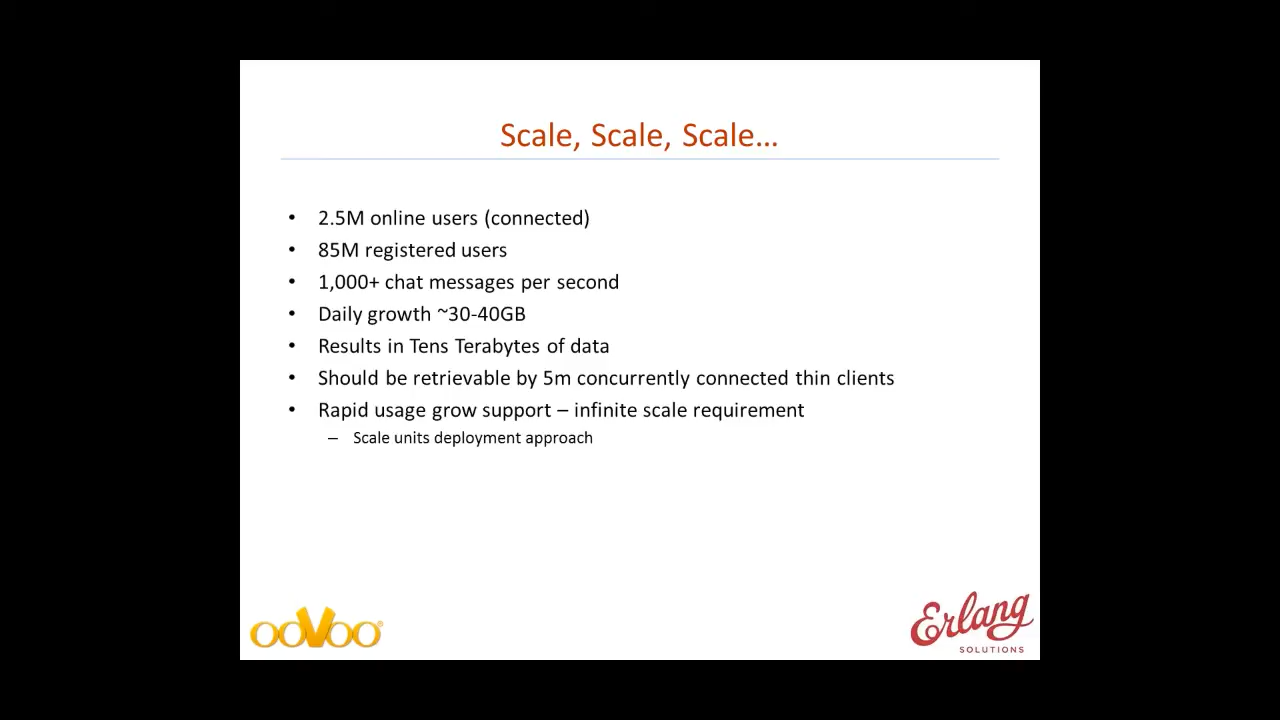 Scale, Scale, Scale...
• 2.5M online users (connected)
• 85M registered users
• 1,000+ chat messages per second
• Daily growth ~30-40GB
• Results in Tens Terabytes of data
• Should be retrievable by 5m concurrently connected thin clients
• Rapid usage grow support – infinite scale requirement
– Scale units deployment approach
ooVoo®
Erlang
SOLUTIONS